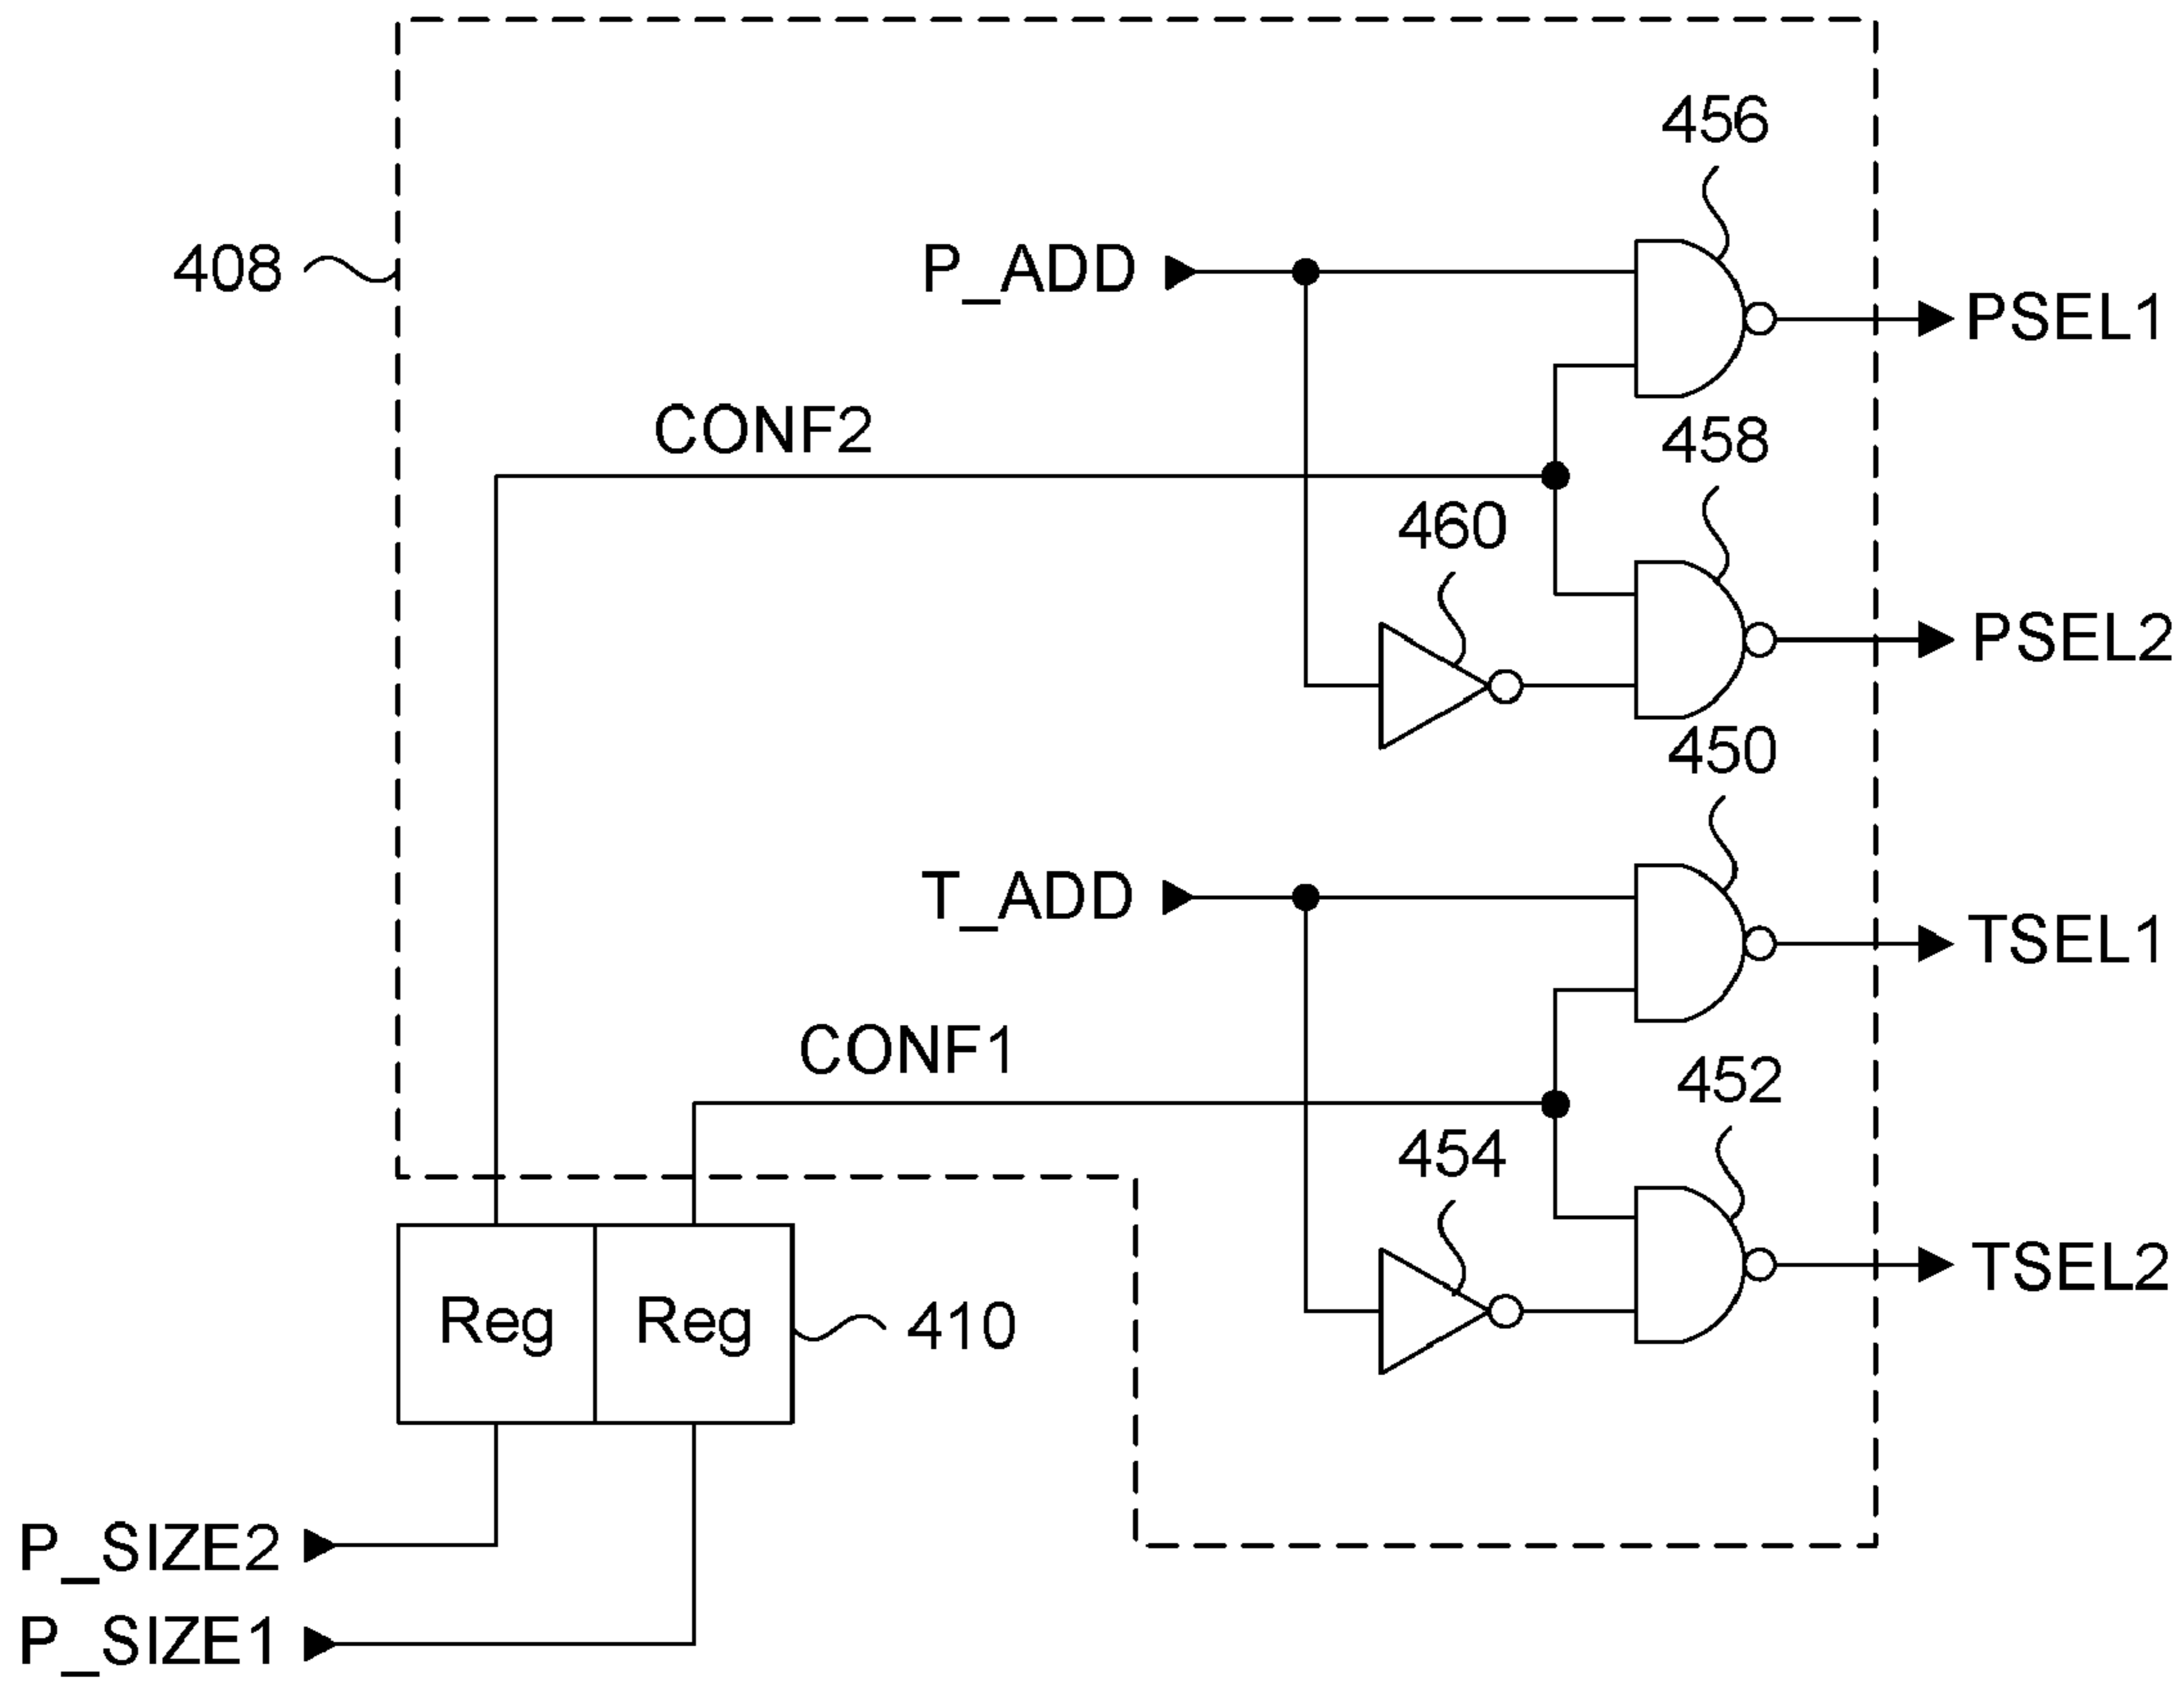 456
408
P_ADD
PSEL1
CONF2
458
460
PSEL2
450
T_ADD
TSEL1
CONF1
452
454
TSEL2
Reg Reg 410
P_SIZE2
P_SIZE1